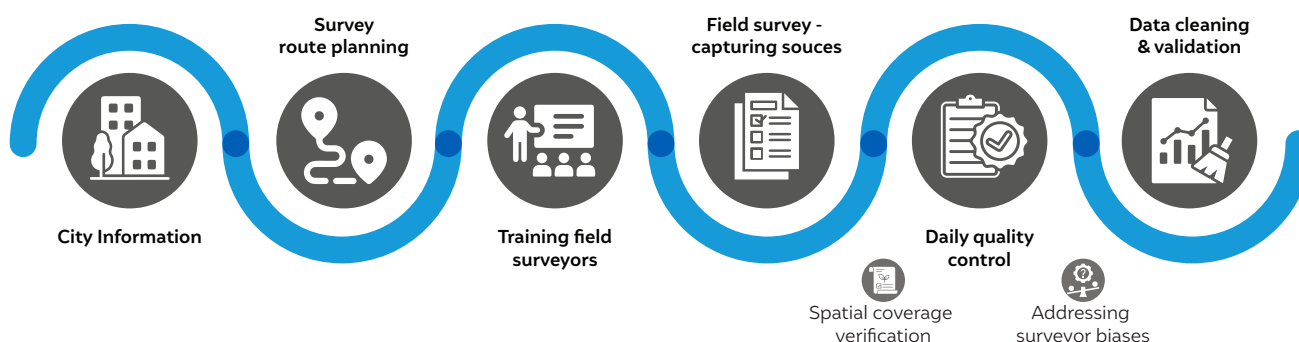 City Information
Survey
route planning
Training field
surveyors
Field survey -
capturing souces
Daily quality
control
Spatial coverage
verification
Addressing
surveyor biases
Data cleaning
& validation